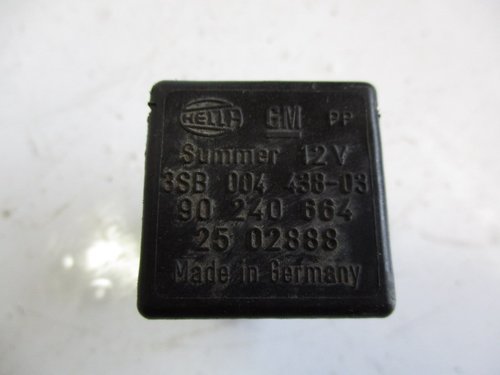 HELLA GM PP
Summer 12V
3SB 004 438-03
90 240 664
25 02888
Made in Germany